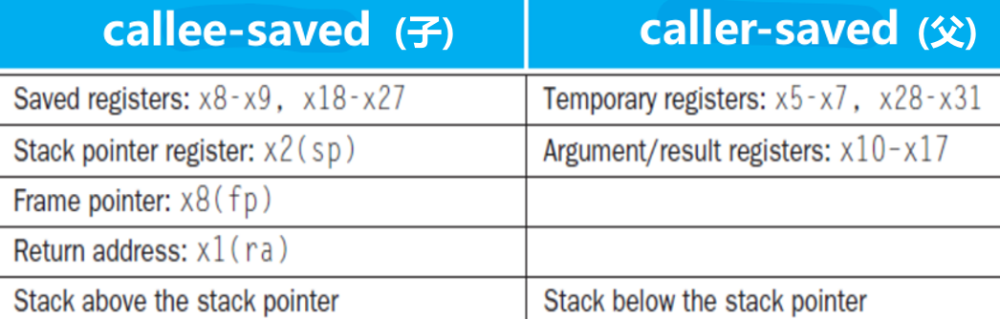 callee-saved (子) caller-saved (父)
Saved registers: x8-x9, x18-x27 Temporary registers: x5-x7, x28-x31
Stack pointer register: x2(sp) Argument/result registers: x10-x17
Frame pointer: x8(fp)
Return address: x1(ra)
Stack above the stack pointer Stack below the stack pointer